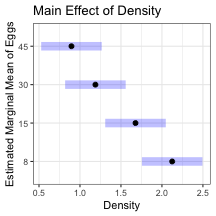 Main Effect of Density
Estimated Marginal Mean of Eggs
45
30
15
8
0.5 1.0 1.5 2.0 2.5
Density